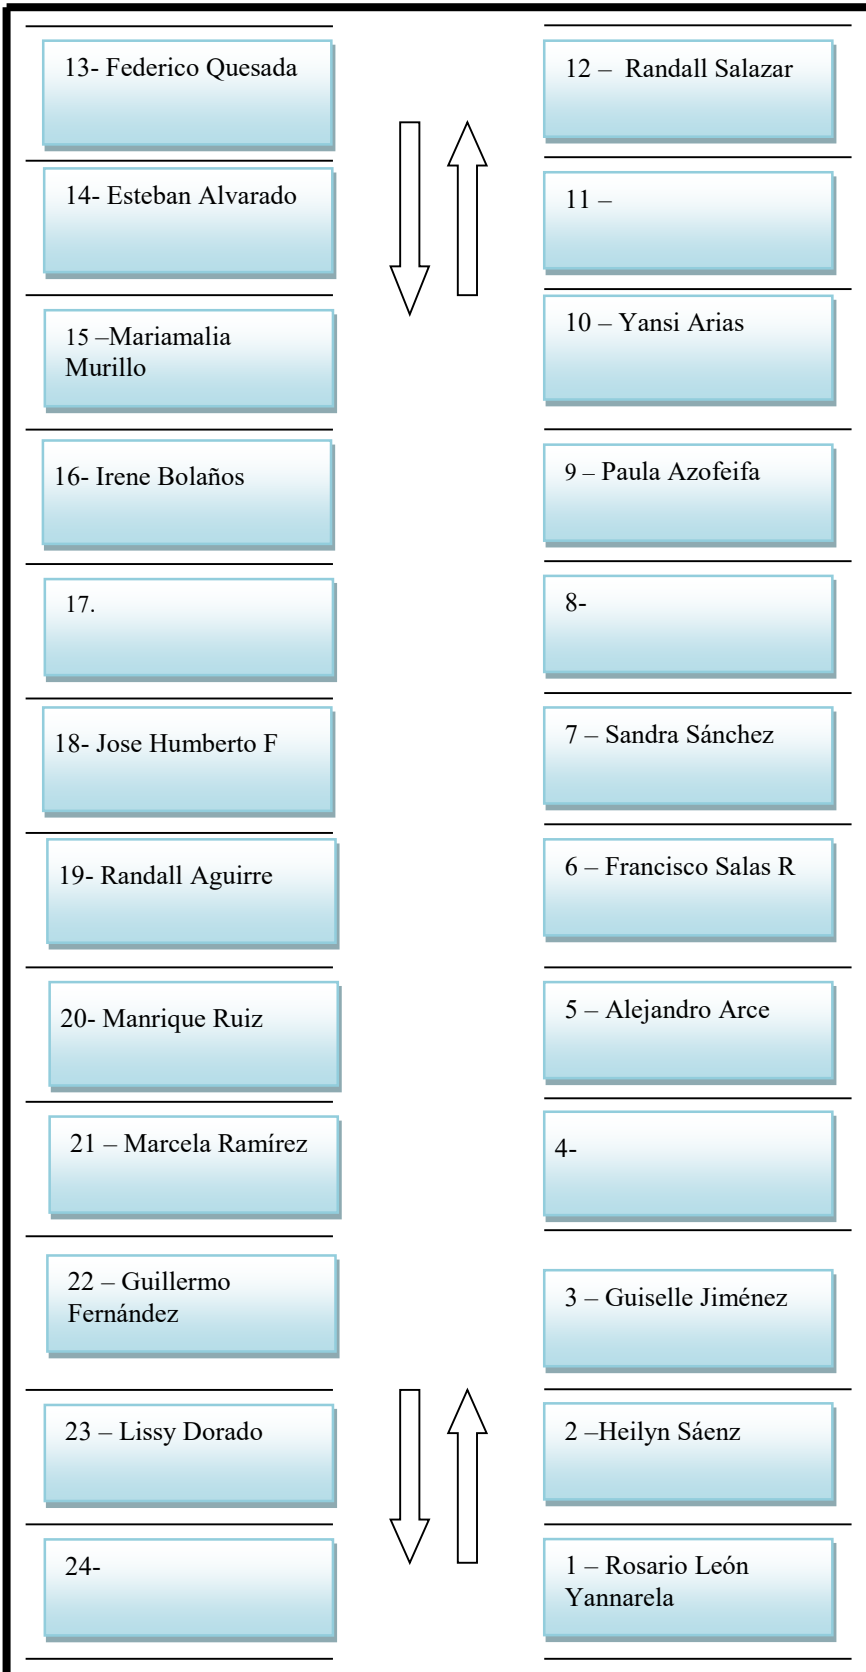 13- Federico Quesada
14- Esteban Alvarado
15 –Mariamalia
Murillo
16- Irene Bolaños
17.
18- Jose Humberto F
19- Randall Aguirre
20- Manrique Ruiz
21 – Marcela Ramírez
22 – Guillermo
Fernández
23 – Lissy Dorado
24-
12 – Randall Salazar
11 –
10 – Yansi Arias
9 – Paula Azofeifa
8-
7 – Sandra Sánchez
6 – Francisco Salas R
5 – Alejandro Arce
4-
3 – Guiselle Jiménez
2 –Heilyn Sáenz
1 – Rosario León
Yannarela